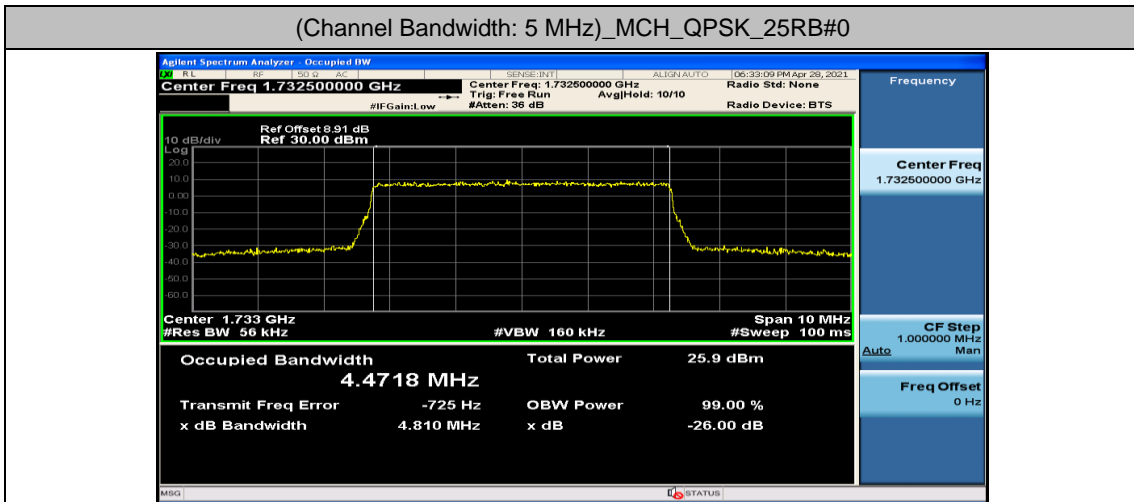 (Channel Bandwidth: 5 MHz)_MCH_QPSK_25RB#0
Agilent Spectrum Analyzer - Occupied BW
LXI RL RF 50 Ω AC SENSE:INT ALIGN AUTO 06:33:09 PM Apr 28, 2021
Center Freq 1.732500000 GHz
Center Freq: 1.732500000 GHz
Radio Std: None
Trig: Free Run Avg|Hold: 10/10
#IFGain:Low
#Atten: 36 dB
Radio Device: BTS
Ref Offset 8.91 dB
10 dB/div Ref 30.00 dBm
Log
20.0
10.0
0.00
-10.0
-20.0
-30.0
-40.0
-50.0
-60.0
Center 1.733 GHz Span 10 MHz
#Res BW 56 kHz #VBW 160 kHz #Sweep 100 ms
Occupied Bandwidth Total Power 25.9 dBm
4.4718 MHz
Transmit Freq Error -725 Hz OBW Power 99.00 %
x dB Bandwidth 4.810 MHz x dB -26.00 dB
Frequency
Center Freq
1.732500000 GHz
CF Step
1.000000 MHz
Auto Man
Freq Offset
0 Hz
MSG STATUS